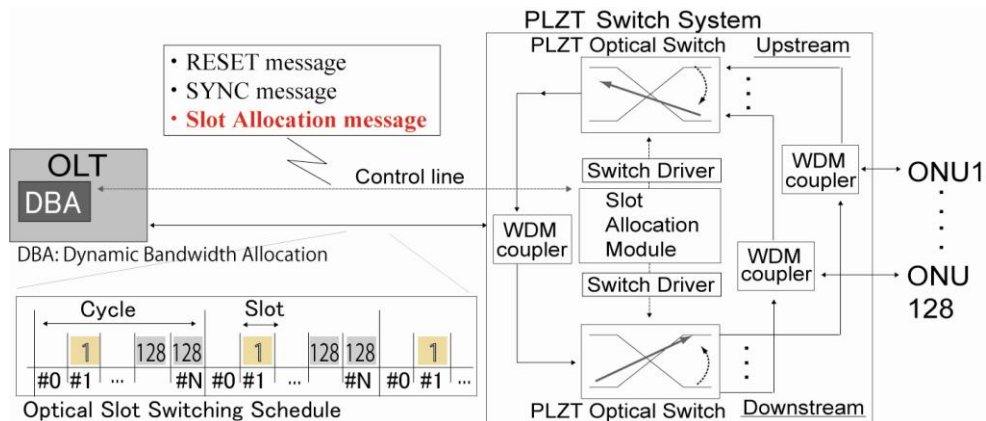 PLZT Switch System
• RESET message
• SYNC message
• Slot Allocation message
PLZT Optical Switch
Upstream
OLT
DBA
Control line
DBA: Dynamic Bandwidth Allocation
Switch Driver
Slot
Allocation
Module
Switch Driver
WDM
coupler
WDM
coupler
WDM
coupler
ONU1
ONU
128
Cycle
Slot
1 128 128 1 128 128 1
#0 #1 ... #N #0 #1 ... #N #0 #1 ...
Optical Slot Switching Schedule
PLZT Optical Switch
Downstream